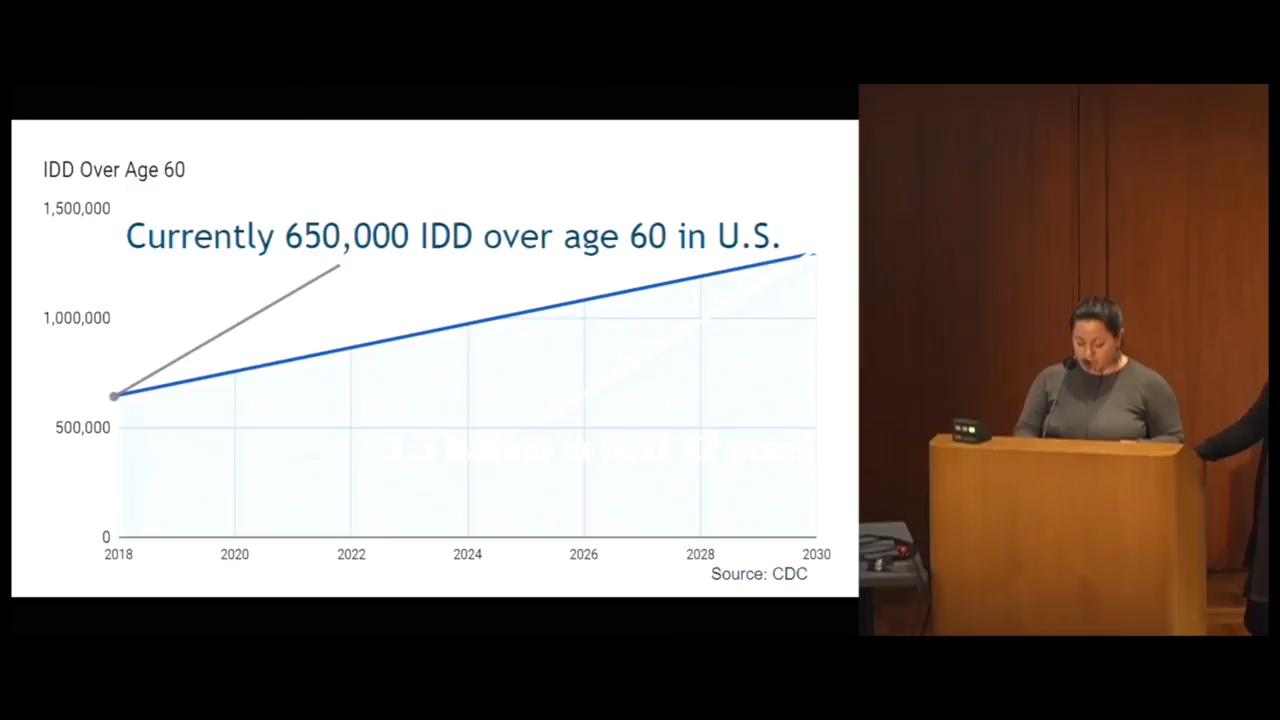 IDD Over Age 60
1,500,000
Currently 650,000 IDD over age 60 in U.S.
1,000,000
500,000
0
2018 2020 2022 2024 2026 2028 2030
Source: CDC